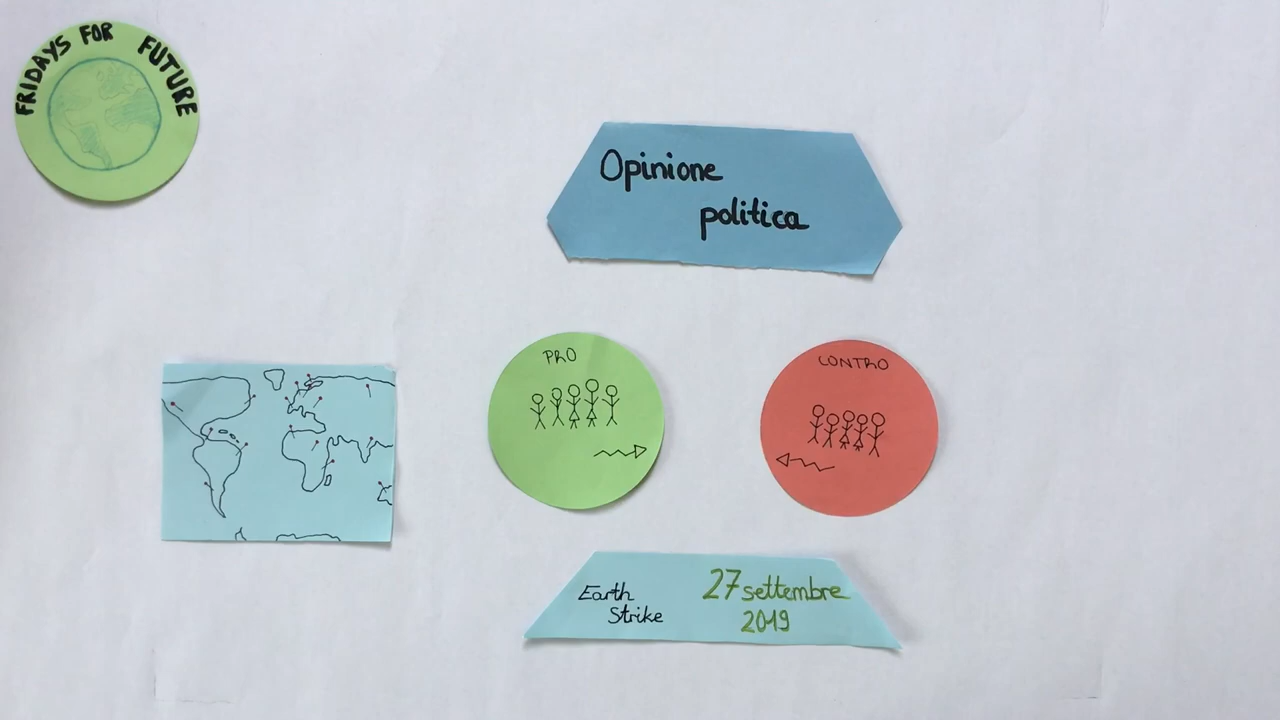 FRIDAYS FOR FUTURE
Opinione
politica
PRO
CONTRO
Earth
Strike
27 settembre
2019